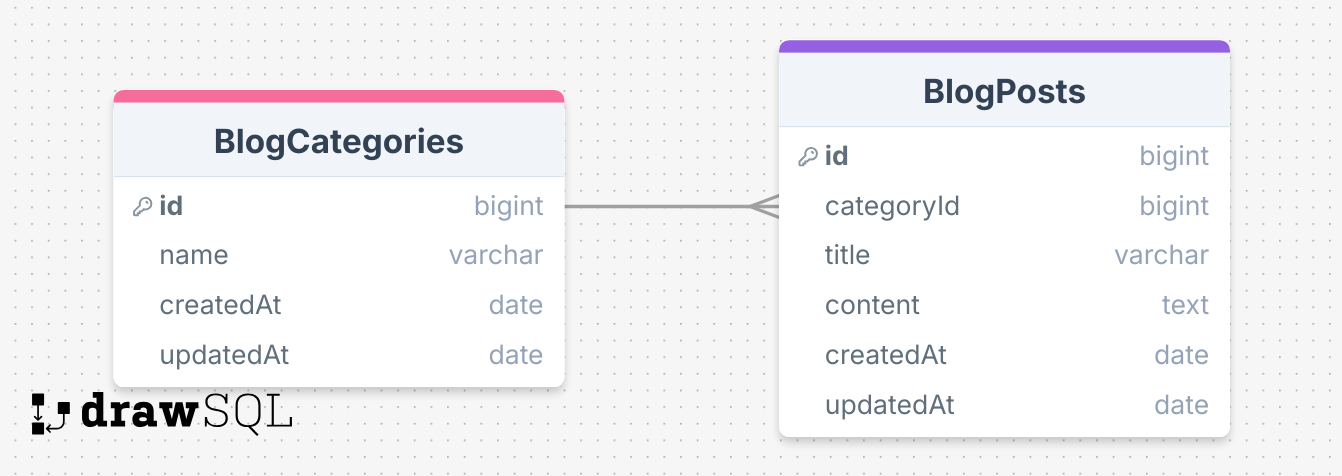 BlogCategories
id bigint
name varchar
createdAt date
updatedAt date
BlogPosts
id bigint
categoryId bigint
title varchar
content text
createdAt date
updatedAt date
drawSQL